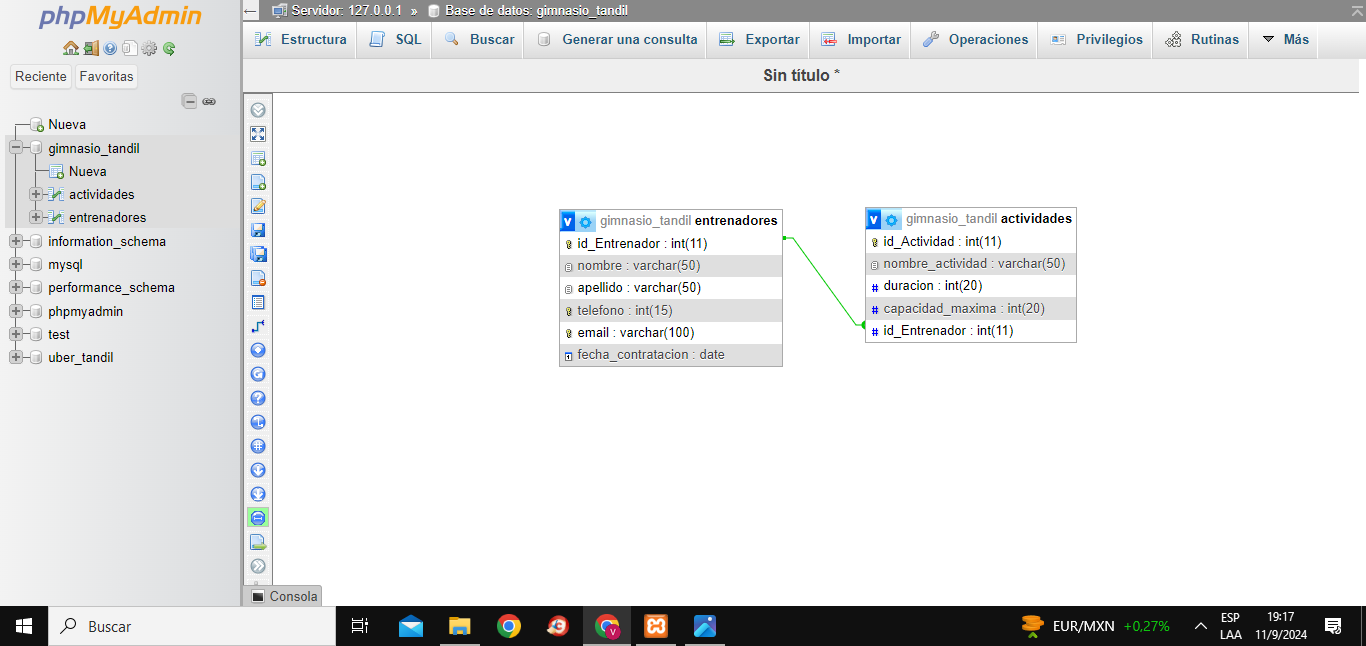 phpMyAdmin
Reciente Favoritas
Nueva
gimnasio_tandil
Nueva
actividades
entrenadores
information_schema
mysql
performance_schema
phpmyadmin
test
uber_tandil
Servidor: 127.0.0.1 » Base de datos: gimnasio_tandil
Estructura SQL Buscar Generar una consulta Exportar Importar Operaciones Privilegios Rutinas Más
Sin título *
v gimnasio_tandil entrenadores
id_Entrenador : int(11)
nombre : varchar(50)
apellido : varchar(50)
telefono : int(15)
email : varchar(100)
fecha_contratacion : date
v gimnasio_tandil actividades
id_Actividad : int(11)
nombre_actividad : varchar(50)
# duracion : int(20)
# capacidad_maxima : int(20)
# id_Entrenador : int(11)
Consola
Buscar
EUR/MXN +0,27%
ESP
LAA
19:17
11/9/2024